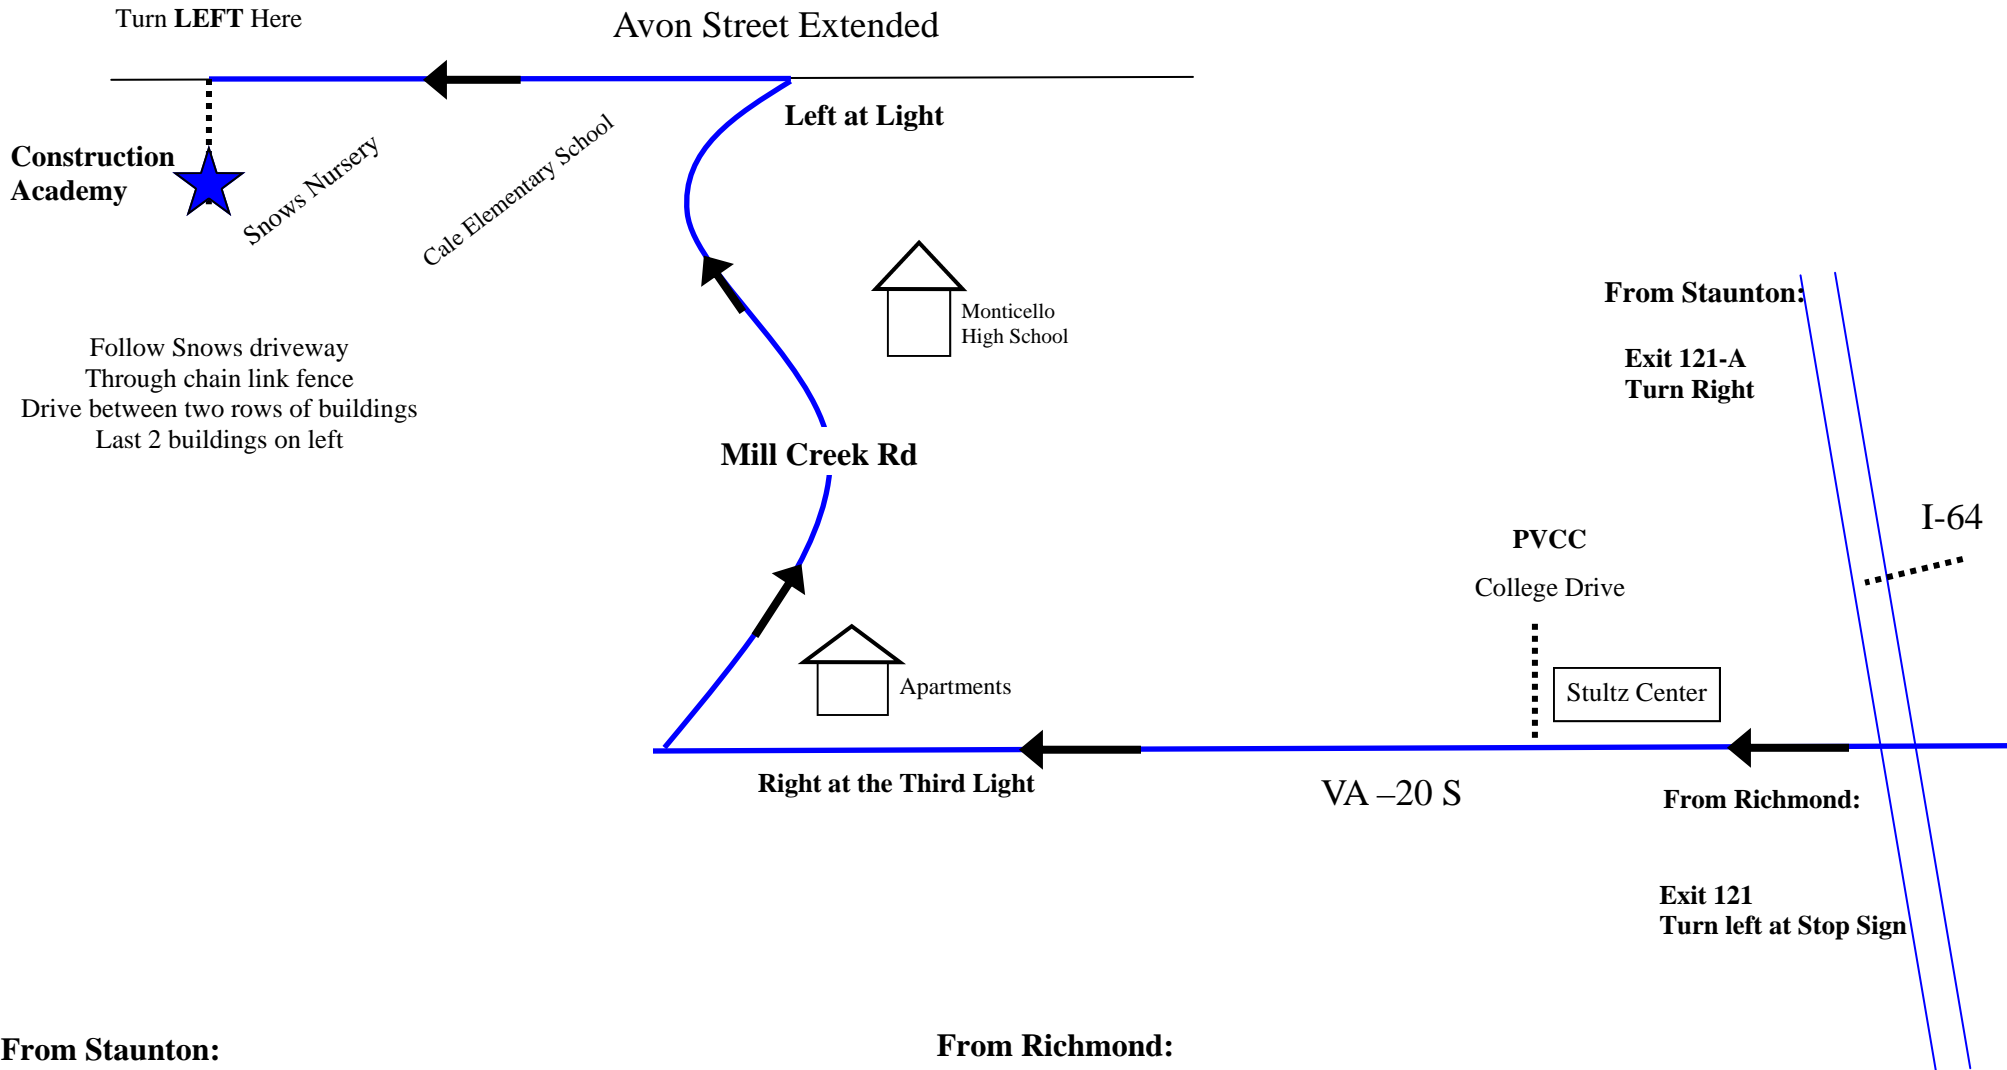 Turn LEFT Here
Avon Street Extended
Left at Light
Construction
Academy
Snows Nursery
Cale Elementary School
Monticello
High School
From Staunton:
Exit 121-A
Turn Right
Follow Snows driveway
Through chain link fence
Drive between two rows of buildings
Last 2 buildings on left
Mill Creek Rd
I-64
PVCC
College Drive
Stultz Center
Apartments
Right at the Third Light
VA –20 S
From Richmond:
Exit 121
Turn left at Stop Sign
From Staunton:
From Richmond: